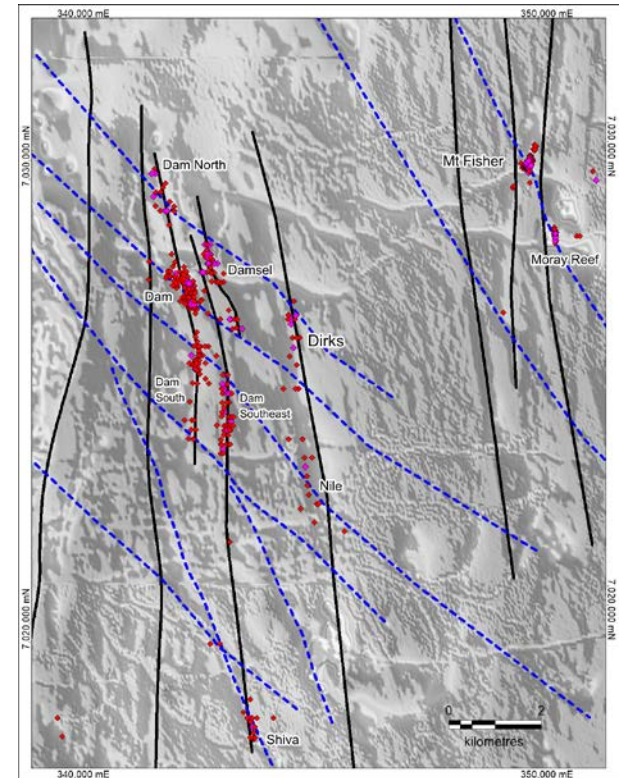 340,000 mE
350,000 mE
7,030,000 mN
7,030,000 mN
Dam North
Mt Fisher
Moray Reef
Damsel
Dam
Dirks
Dam
South
Dam
Southeast
Nile
7,020,000 mN
7,020,000 mN
Shiva
0
2
kilometres
340,000 mE
350,000 mE